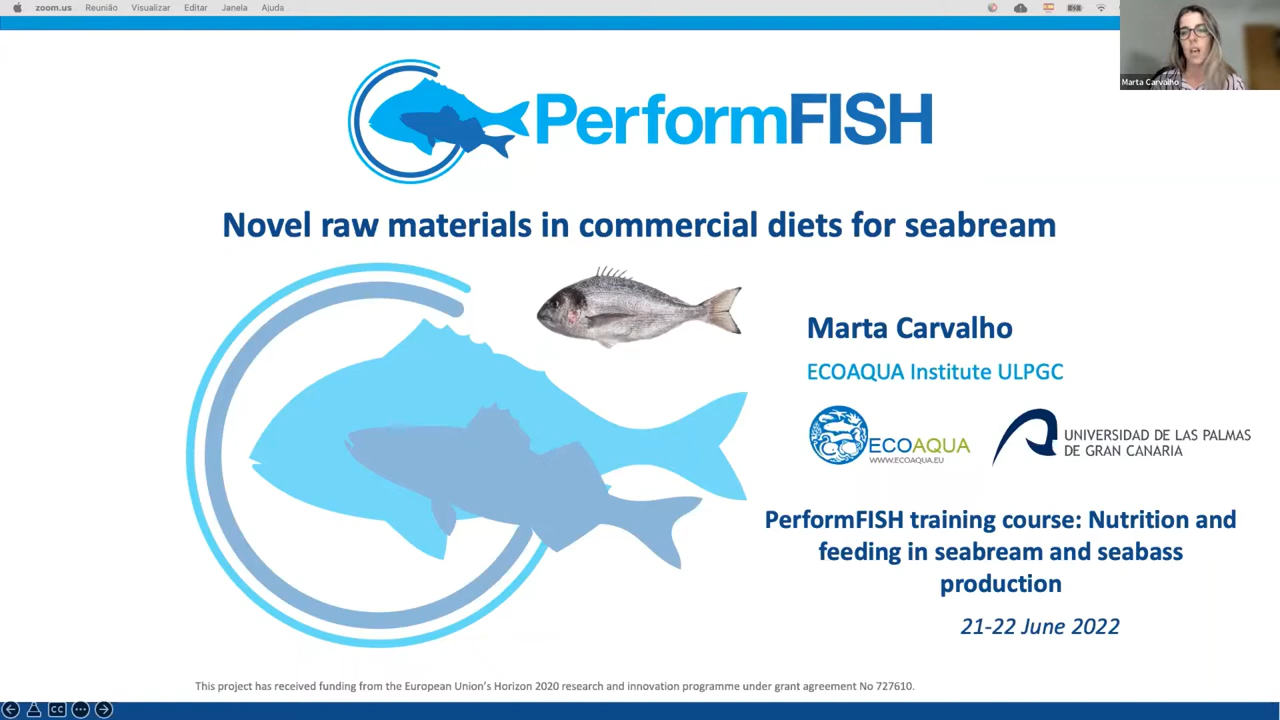 zoom.us Reunião Visualizar Editar Janela Ajuda
Marta Carvalho
PerformFISH
Novel raw materials in commercial diets for seabream
Marta Carvalho
ECOAQUA Institute ULPGC
ECOAQUA
WWW.ECOAQUA.EU
UNIVERSIDAD DE LAS PALMAS
DE GRAN CANARIA
PerformFISH training course: Nutrition and
feeding in seabream and seabass
production
21-22 June 2022
This project has received funding from the European Union's Horizon 2020 research and innovation programme under grant agreement No 727610.
CC